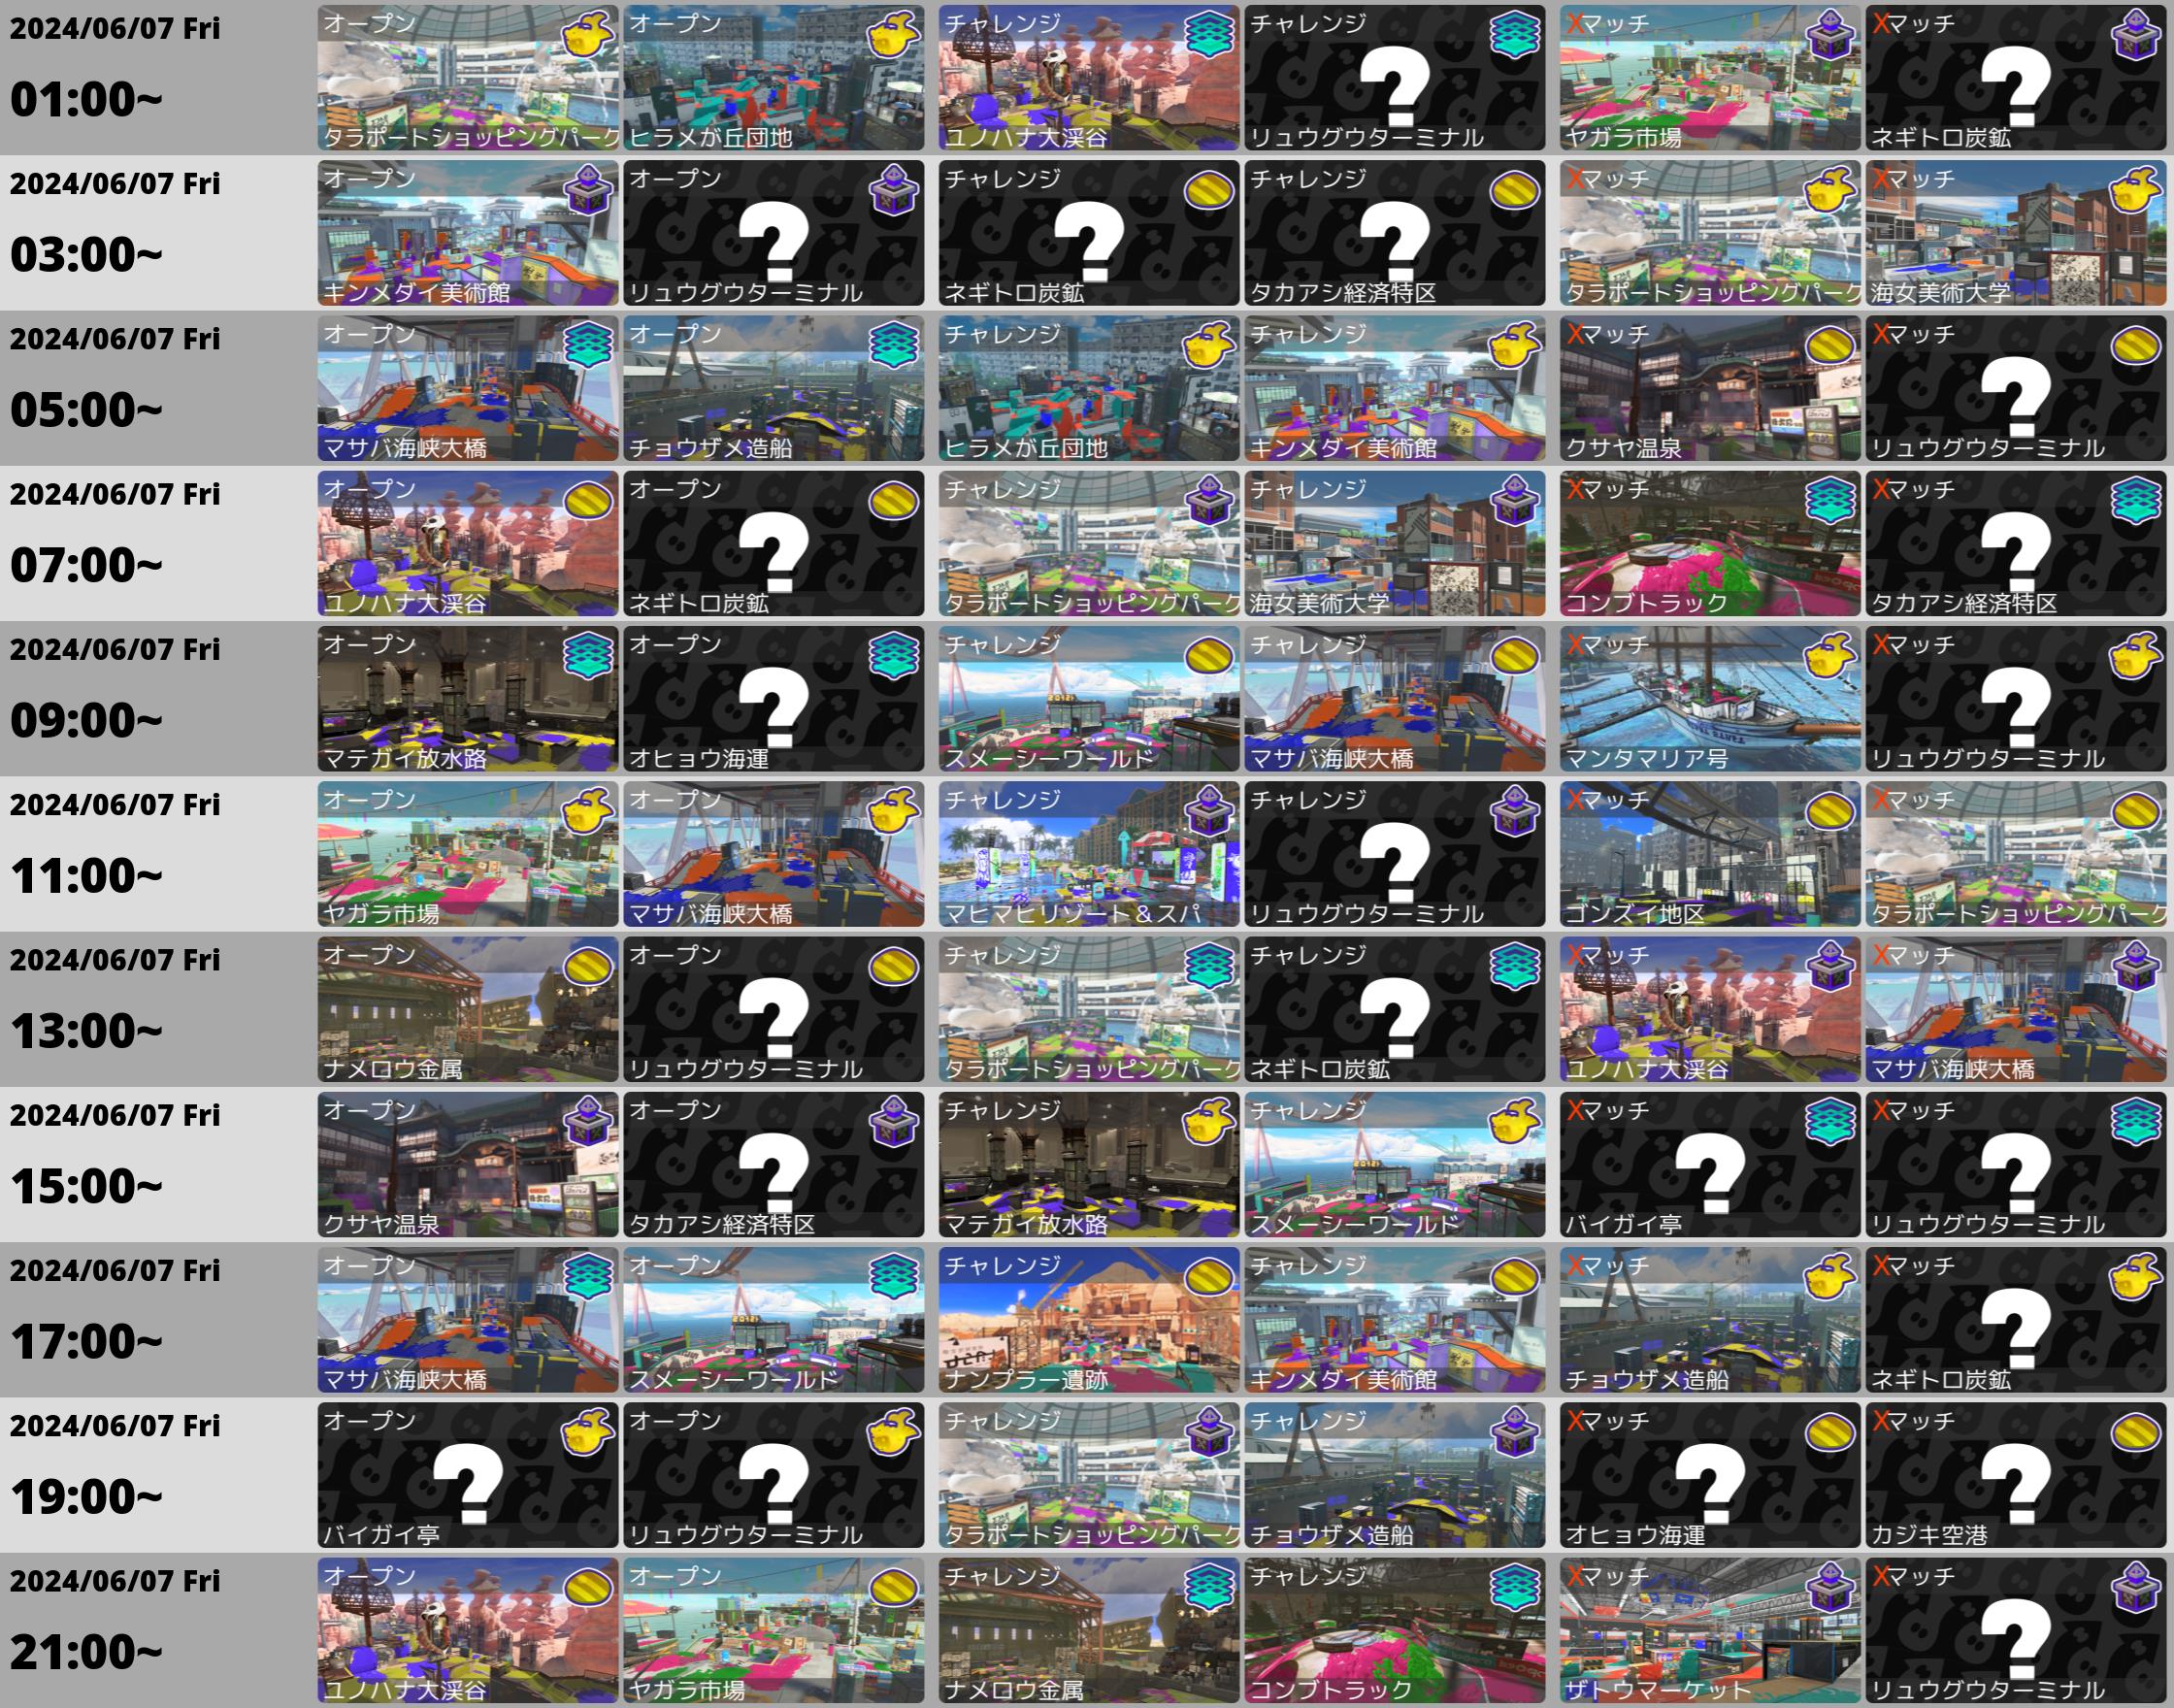 2024/06/07 Fri
01:00~
オープン
タラポートショッピングパーク
オープン
ヒラメが丘団地
チャレンジ
ユノハナ大渓谷
チャレンジ
リュウグウターミナル
Xマッチ
ヤガラ市場
Xマッチ
ネギトロ炭鉱
2024/06/07 Fri
03:00~
オープン
キンメダイ美術館
オープン
リュウグウターミナル
チャレンジ
ネギトロ炭鉱
チャレンジ
タカアシ経済特区
Xマッチ
タラポートショッピングパーク
Xマッチ
海女美術大学
2024/06/07 Fri
05:00~
オープン
マサバ海峡大橋
オープン
チョウザメ造船
チャレンジ
ヒラメが丘団地
チャレンジ
キンメダイ美術館
Xマッチ
クサヤ温泉
Xマッチ
リュウグウターミナル
2024/06/07 Fri
07:00~
オープン
ユノハナ大渓谷
オープン
ネギトロ炭鉱
チャレンジ
タラポートショッピングパーク
チャレンジ
海女美術大学
Xマッチ
コンブトラック
Xマッチ
タカアシ経済特区
2024/06/07 Fri
09:00~
オープン
マテガイ放水路
オープン
オヒョウ海運
チャレンジ
スメーシーワールド
チャレンジ
マサバ海峡大橋
Xマッチ
マンタマリア号
Xマッチ
リュウグウターミナル
2024/06/07 Fri
11:00~
オープン
ヤガラ市場
オープン
マサバ海峡大橋
チャレンジ
マヒマヒリゾート＆スパ
チャレンジ
リュウグウターミナル
Xマッチ
ゴンズイ地区
Xマッチ
タラポートショッピングパーク
2024/06/07 Fri
13:00~
オープン
ナメロウ金属
オープン
リュウグウターミナル
チャレンジ
タラポートショッピングパーク
チャレンジ
ネギトロ炭鉱
Xマッチ
ユノハナ大渓谷
Xマッチ
マサバ海峡大橋
2024/06/07 Fri
15:00~
オープン
クサヤ温泉
オープン
タカアシ経済特区
チャレンジ
マテガイ放水路
チャレンジ
スメーシーワールド
Xマッチ
バイガイ亭
Xマッチ
リュウグウターミナル
2024/06/07 Fri
17:00~
オープン
マサバ海峡大橋
オープン
スメーシーワールド
チャレンジ
ナンプラー遺跡
チャレンジ
キンメダイ美術館
Xマッチ
チョウザメ造船
Xマッチ
ネギトロ炭鉱
2024/06/07 Fri
19:00~
オープン
バイガイ亭
オープン
リュウグウターミナル
チャレンジ
タラポートショッピングパーク
チャレンジ
チョウザメ造船
Xマッチ
オヒョウ海運
Xマッチ
カジキ空港
2024/06/07 Fri
21:00~
オープン
ユノハナ大渓谷
オープン
ヤガラ市場
チャレンジ
ナメロウ金属
チャレンジ
コンブトラック
Xマッチ
ザトウマーケット
Xマッチ
リュウグウターミナル